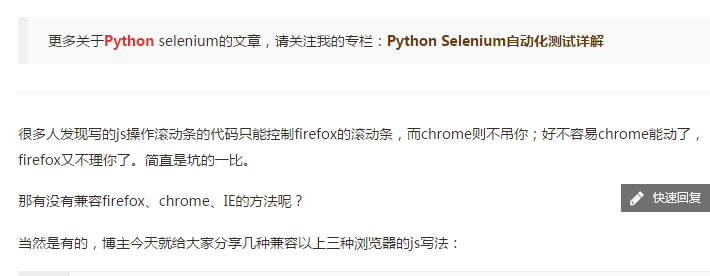 更多关于Python selenium的文章，请关注我的专栏：Python Selenium自动化测试详解
很多人发现写的js操作滚动条的代码只能控制firefox的滚动条，而chrome则不吊你；好不容易chrome能动了，
firefox又不理你了。简直是坑的一比。
那有没有兼容firefox、chrome、IE的方法呢？
快速回复
当然是有的，博主今天就给大家分享几种兼容以上三种浏览器的js写法：